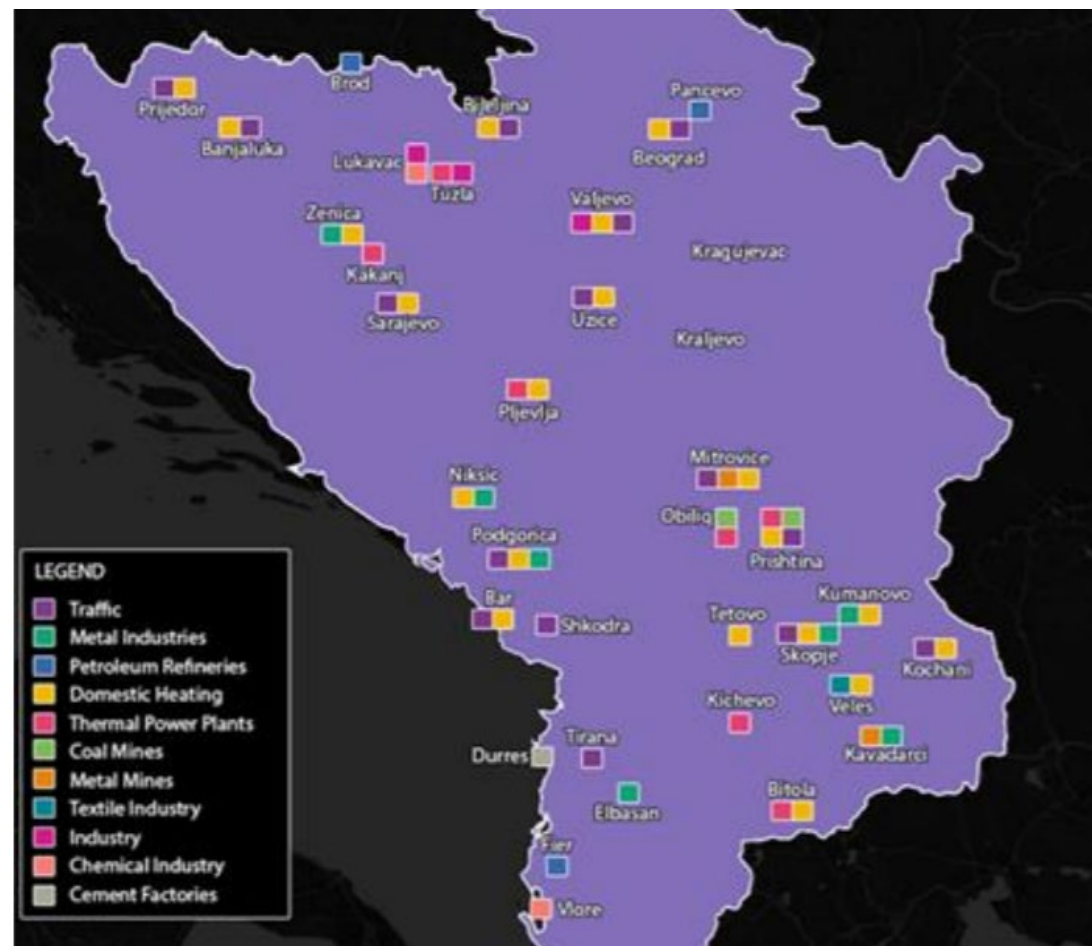 Brod
Prijedor
Pancevo
Bijeljina
Banjaluka
Beograd
Lukavac
Tuzla
Valjevo
Zenica
Kragujevac
Kakanj
Sarajevo
Uzice
Kraljevo
Pljevlja
Mitrovice
Niksic
Obiliq
Podgorica
Prishtina
Kumanovo
Bar
Shkodra
Tetovo
Skopje
Kochani
Kichevo
Veles
Tirana
Durres
Kavadarci
Bitola
Elbasan
Fier
Vlore
LEGEND
Traffic
Metal Industries
Petroleum Refineries
Domestic Heating
Thermal Power Plants
Coal Mines
Metal Mines
Textile Industry
Industry
Chemical Industry
Cement Factories